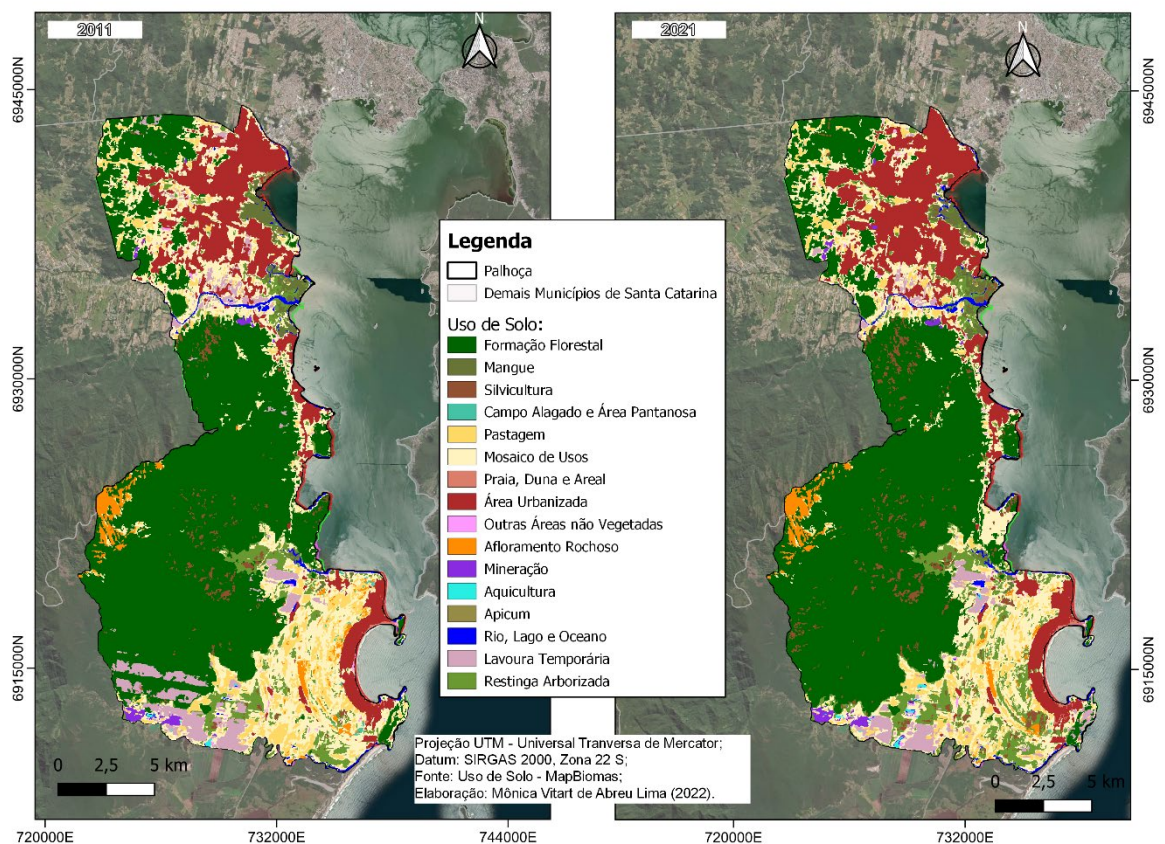 2011
N
2021
N
6945000N
6930000N
6915000N
6945000N
6930000N
6915000N
Legenda
Palhoça
Demais Municípios de Santa Catarina
Uso de Solo:
Formação Florestal
Mangue
Silvicultura
Campo Alagado e Área Pantanosa
Pastagem
Mosaico de Usos
Praia, Duna e Areal
Área Urbanizada
Outras Áreas não Vegetadas
Afloramento Rochoso
Mineração
Aquicultura
Apicum
Rio, Lago e Oceano
Lavoura Temporária
Restinga Arborizada
Projeção UTM - Universal Tranversa de Mercator;
Datum: SIRGAS 2000, Zona 22 S;
Fonte: Uso de Solo - MapBiomas;
Elaboração: Mônica Vitart de Abreu Lima (2022).
0 2,5 5 km
0 2,5 5 km
720000E 732000E 744000E
720000E 732000E